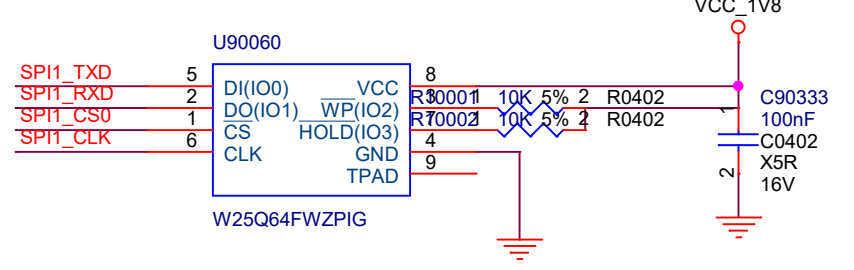 VCC_1V8
U90060
SPI1_TXD 5 DI(IO0) VCC 8
SPI1_RXD 2 DO(IO1) WP(IO2) 3 R10001 1 10K 5% 2 R0402
SPI1_CS0 1 CS HOLD(IO3) 7 R10002 1 10K 5% 2 R0402
SPI1_CLK 6 CLK GND 4
TPAD 9
W25Q64FWZPIG
1 C90333
100nF
C0402
X5R
2 16V